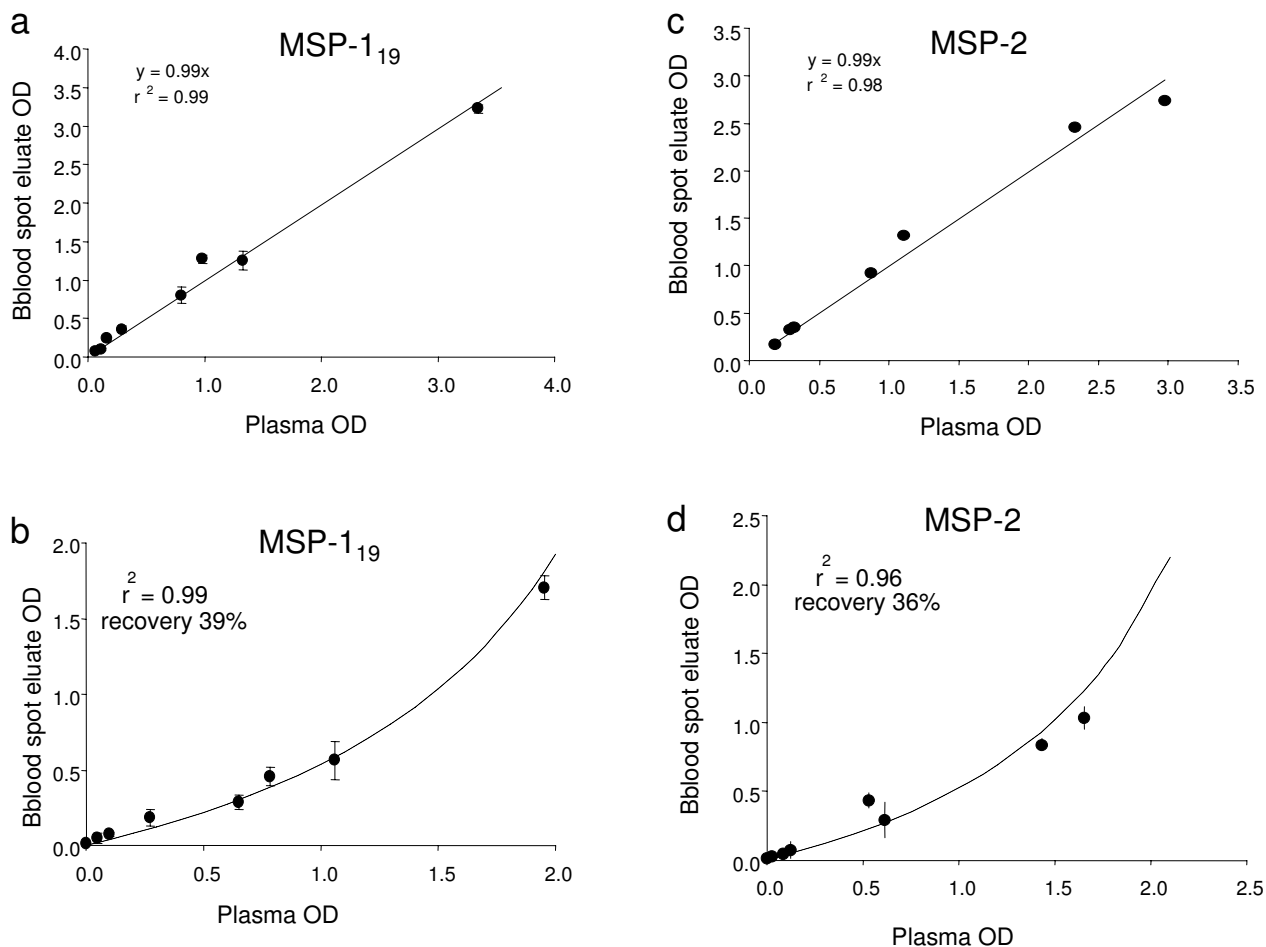 a
MSP-1₁₉
y = 0.99x
r ² = 0.99
4.0
3.5
3.0
2.5
2.0
1.5
1.0
0.5
0.0
Bblood spot eluate OD
0.0 1.0 2.0 3.0 4.0
Plasma OD
c
MSP-2
y = 0.99x
r ² = 0.98
3.5
3.0
2.5
2.0
1.5
1.0
0.5
0.0
Bblood spot eluate OD
0.0 0.5 1.0 1.5 2.0 2.5 3.0 3.5
Plasma OD
b
MSP-1₁₉
r² = 0.99
recovery 39%
2.0
1.5
1.0
0.5
0.0
Bblood spot eluate OD
0.0 0.5 1.0 1.5 2.0
Plasma OD
d
MSP-2
r² = 0.96
recovery 36%
2.5
2.0
1.5
1.0
0.5
0.0
Bblood spot eluate OD
0.0 0.5 1.0 1.5 2.0 2.5
Plasma OD